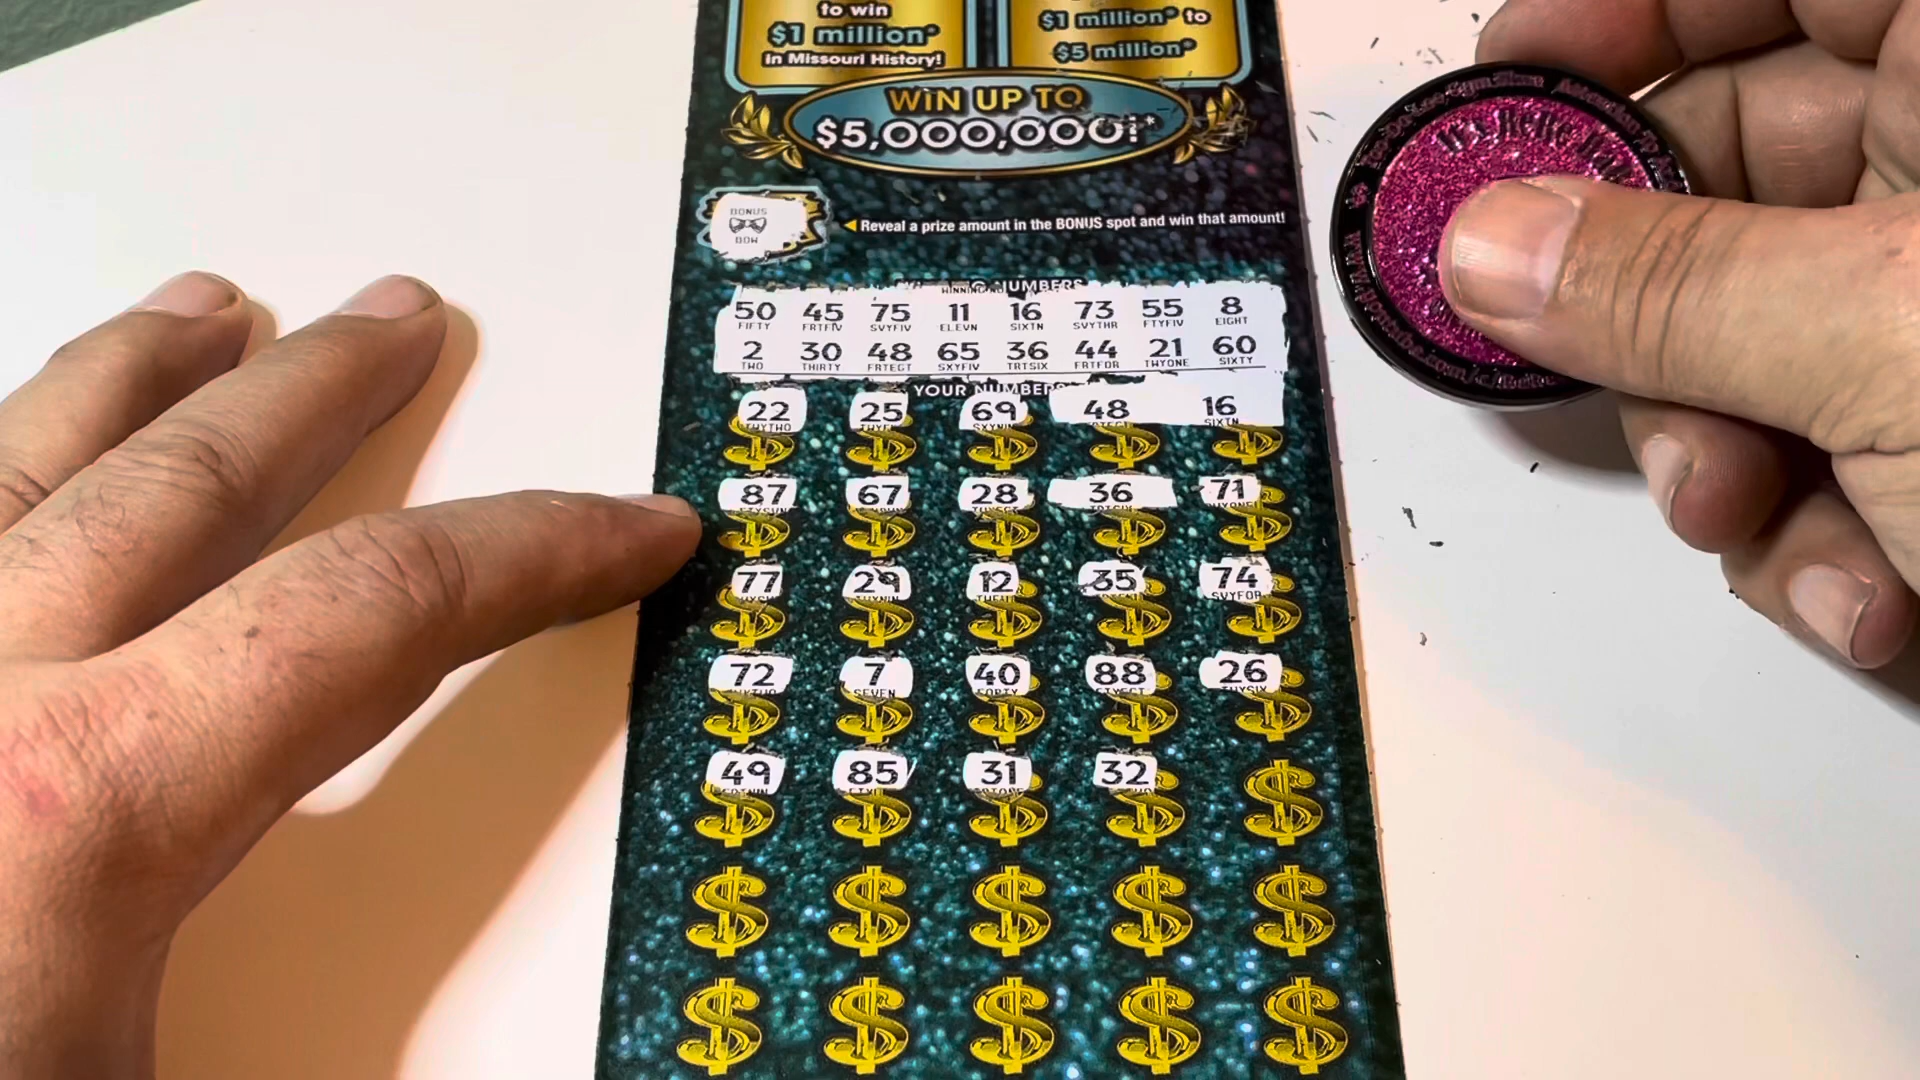 to win
$1 million*
in Missouri History!
$1 million* to
$5 million*
WIN UP TO
$5,000,000!*
BONUS
BOW
◀ Reveal a prize amount in the BONUS spot and win that amount!
NUMBERS
50 45 75 11 16 73 55 8
FIFTY FRTFIV SVYFIV ELEVN SIXTN SVYTHR FTYFIV EIGHT
2 30 48 65 36 44 21 60
TWO THIRTY FRTEGT SXYFIV TRTSIX FRTFOR TWYONE SIXTY
YOUR NUMBERS
22 25 69 48 16
TWYTWO SXYNIN SIXTN
87 67 28 36 71
77 29 12 35 74
SVYFOR
72 7 40 88 26
SEVEN FORTY TWYSIX
49 85 31 32